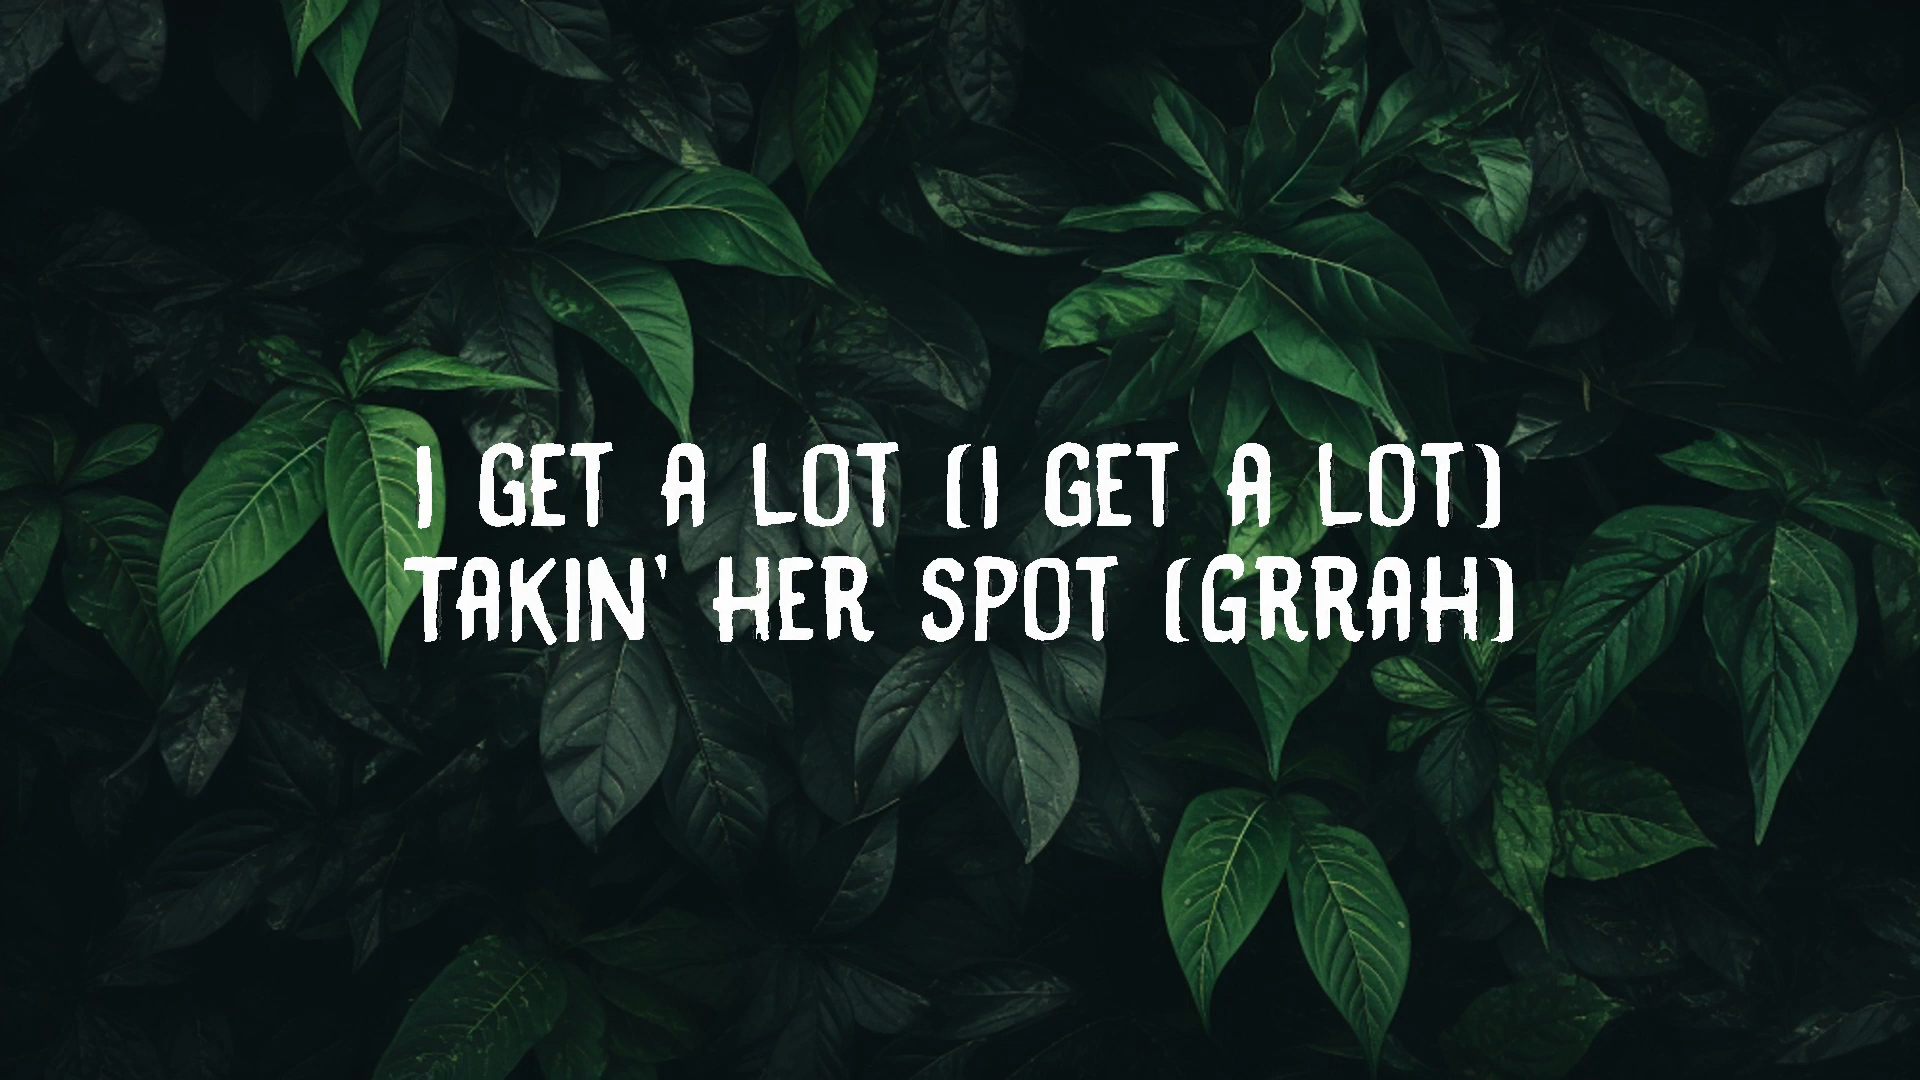 I GET A LOT (I GET A LOT)
TAKIN' HER SPOT (GRRAH)